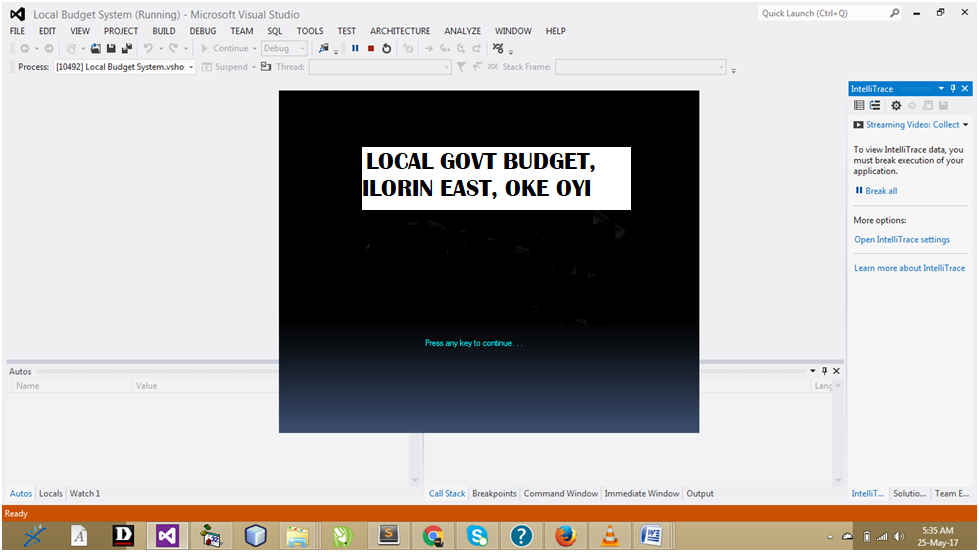 Local Budget System (Running) - Microsoft Visual Studio
Quick Launch (Ctrl+Q)
FILE EDIT VIEW PROJECT BUILD DEBUG TEAM SQL TOOLS TEST ARCHITECTURE ANALYZE WINDOW HELP
Continue Debug
Process: [10492] Local Budget System.vsho Suspend Thread: Stack Frame:
IntelliTrace
Streaming Video: Collect
To view IntelliTrace data, you
must break execution of your
application.
Break all
More options:
Open IntelliTrace settings
Learn more about IntelliTrace
LOCAL GOVT BUDGET,
ILORIN EAST, OKE OYI
Press any key to continue. . .
Autos
Name Value Lang
Autos Locals Watch 1
Call Stack Breakpoints Command Window Immediate Window Output
IntelliT... Solutio... Team E...
Ready
5:35 AM
25-May-17